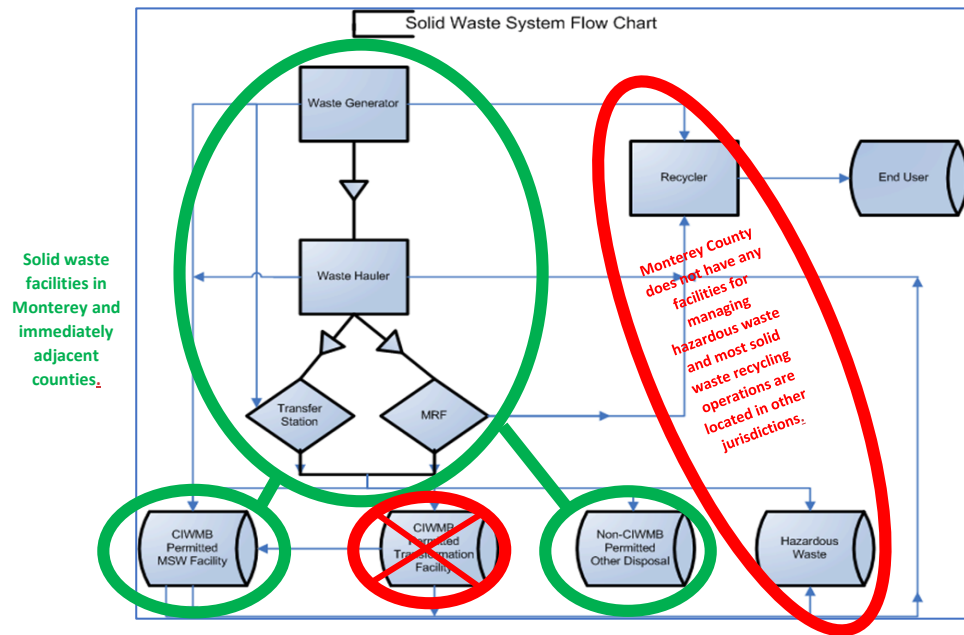 Solid Waste System Flow Chart
Waste Generator
Recycler
End User
Solid waste
facilities in
Monterey and
immediately
adjacent
counties.
Waste Hauler
Monterey County
does not have any
facilities for
managing
hazardous waste
and most solid
waste recycling
operations are
located in other
jurisdictions.
Transfer
Station
MRF
CIWMB
Permitted
MSW Facility
CIWMB
Permitted
Transformation
Facility
Non-CIWMB
Permitted
Other Disposal
Hazardous
Waste